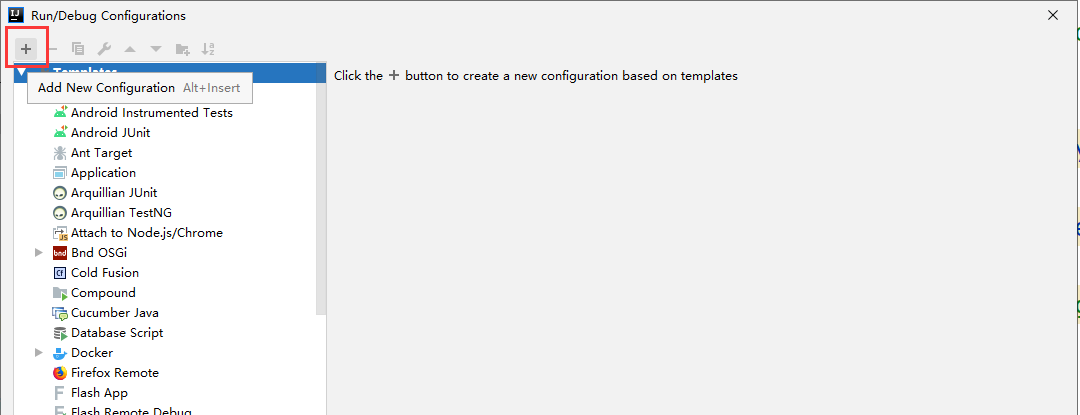 Run/Debug Configurations
Templates
Click the + button to create a new configuration based on templates
Add New Configuration Alt+Insert
Android Instrumented Tests
Android JUnit
Ant Target
Application
Arquillian JUnit
Arquillian TestNG
Attach to Node.js/Chrome
Bnd OSGi
Cold Fusion
Compound
Cucumber Java
Database Script
Docker
Firefox Remote
Flash App
Flash Remote Debug